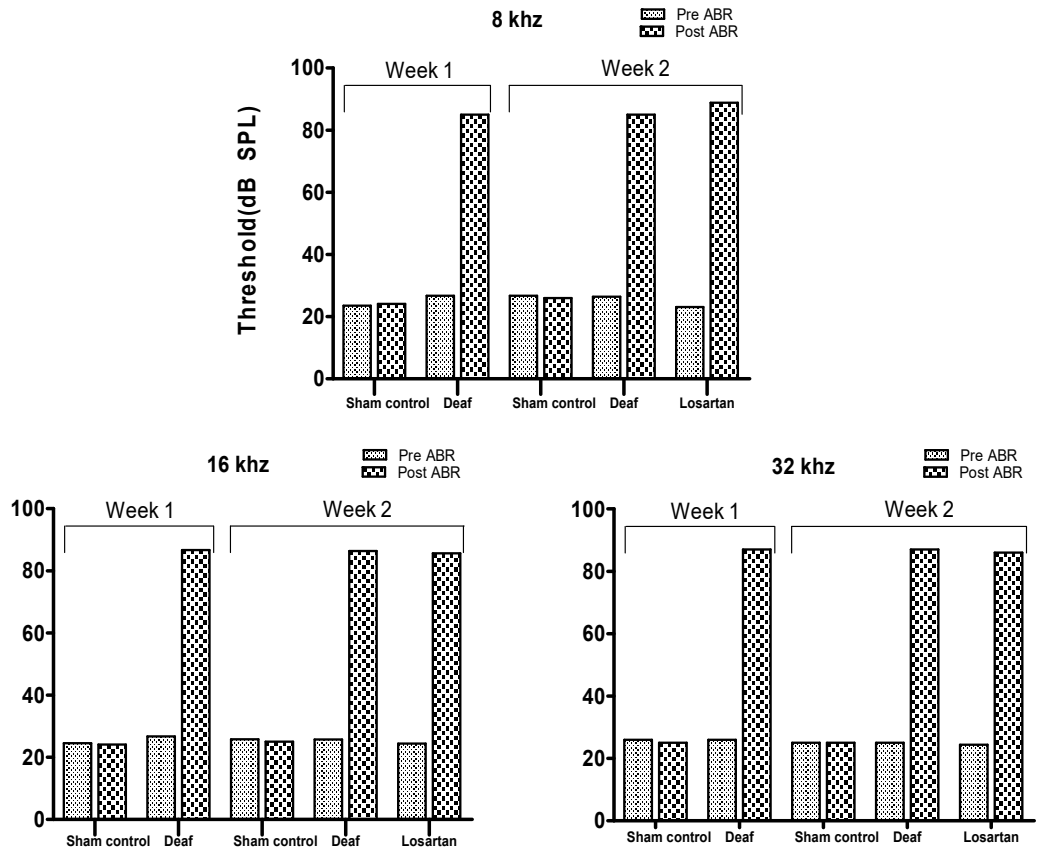 8 khz
Pre ABR
Post ABR
Week 1
Week 2
Threshold(dB SPL)
100
80
60
40
20
0
Sham control Deaf Sham control Deaf Losartan
16 khz
Pre ABR
Post ABR
Week 1
Week 2
100
80
60
40
20
0
Sham control Deaf Sham control Deaf Losartan
32 khz
Pre ABR
Post ABR
Week 1
Week 2
100
80
60
40
20
0
Sham control Deaf Sham control Deaf Losartan